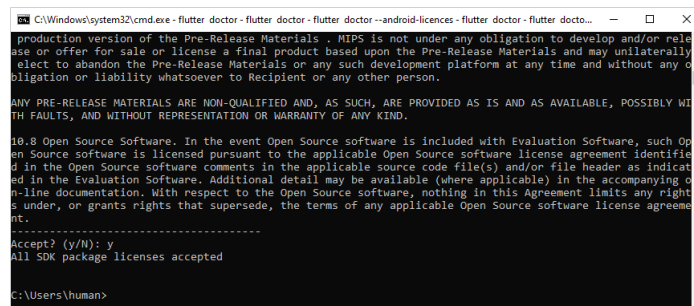 C:\Windows\system32\cmd.exe - flutter doctor - flutter doctor - flutter doctor --android-licences - flutter doctor - flutter docto...
production version of the Pre-Release Materials . MIPS is not under any obligation to develop and/or rele
ase or offer for sale or license a final product based upon the Pre-Release Materials and may unilaterally
elect to abandon the Pre-Release Materials or any such development platform at any time and without any o
bligation or liability whatsoever to Recipient or any other person.
ANY PRE-RELEASE MATERIALS ARE NON-QUALIFIED AND, AS SUCH, ARE PROVIDED AS IS AND AS AVAILABLE, POSSIBLY WI
TH FAULTS, AND WITHOUT REPRESENTATION OR WARRANTY OF ANY KIND.
10.8 Open Source Software. In the event Open Source software is included with Evaluation Software, such Op
en Source software is licensed pursuant to the applicable Open Source software license agreement identifie
d in the Open Source software comments in the applicable source code file(s) and/or file header as indicat
ed in the Evaluation Software. Additional detail may be available (where applicable) in the accompanying o
n-line documentation. With respect to the Open Source software, nothing in this Agreement limits any right
s under, or grants rights that supersede, the terms of any applicable Open Source software license agreeme
nt.
---------------------------------------
Accept? (y/N): y
All SDK package licenses accepted
C:\Users\human>